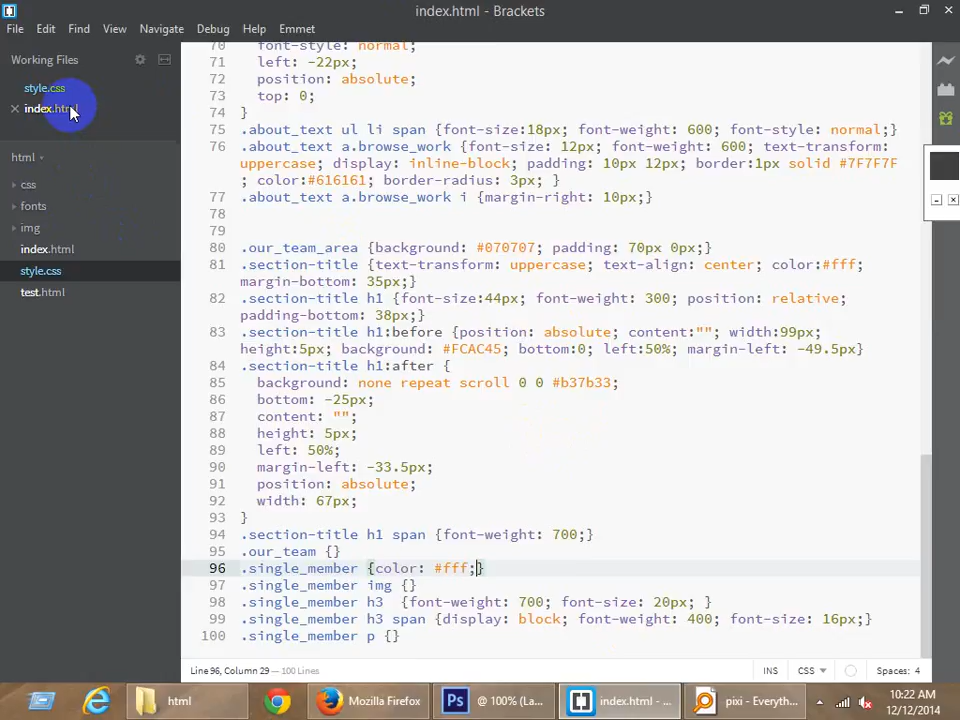 index.html - Brackets
File Edit Find View Navigate Debug Help Emmet
Working Files
style.css
index.html
html
css
fonts
img
index.html
style.css
test.html
70 font-style: normal;
71 left: -22px;
72 position: absolute;
73 top: 0;
74 }
75 .about_text ul li span {font-size:18px; font-weight: 600; font-style: normal;}
76 .about_text a.browse_work {font-size: 12px; font-weight: 600; text-transform:
uppercase; display: inline-block; padding: 10px 12px; border:1px solid #7F7F7F
; color:#616161; border-radius: 3px; }
77 .about_text a.browse_work i {margin-right: 10px;}
78
79
80 .our_team_area {background: #070707; padding: 70px 0px;}
81 .section-title {text-transform: uppercase; text-align: center; color:#fff;
margin-bottom: 35px;}
82 .section-title h1 {font-size:44px; font-weight: 300; position: relative;
padding-bottom: 38px;}
83 .section-title h1:before {position: absolute; content:""; width:99px;
height:5px; background: #FCAC45; bottom:0; left:50%; margin-left: -49.5px}
84 .section-title h1:after {
85 background: none repeat scroll 0 0 #b37b33;
86 bottom: -25px;
87 content: "";
88 height: 5px;
89 left: 50%;
90 margin-left: -33.5px;
91 position: absolute;
92 width: 67px;
93 }
94 .section-title h1 span {font-weight: 700;}
95 .our_team {}
96 .single_member {color: #fff;}
97 .single_member img {}
98 .single_member h3 {font-weight: 700; font-size: 20px; }
99 .single_member h3 span {display: block; font-weight: 400; font-size: 16px;}
100 .single_member p {}
Line 96, Column 29 — 100 Lines
INS CSS Spaces: 4
html Mozilla Firefox Ps @ 100% (La... index.html - ... pixi - Everyth...
10:22 AM
12/12/2014